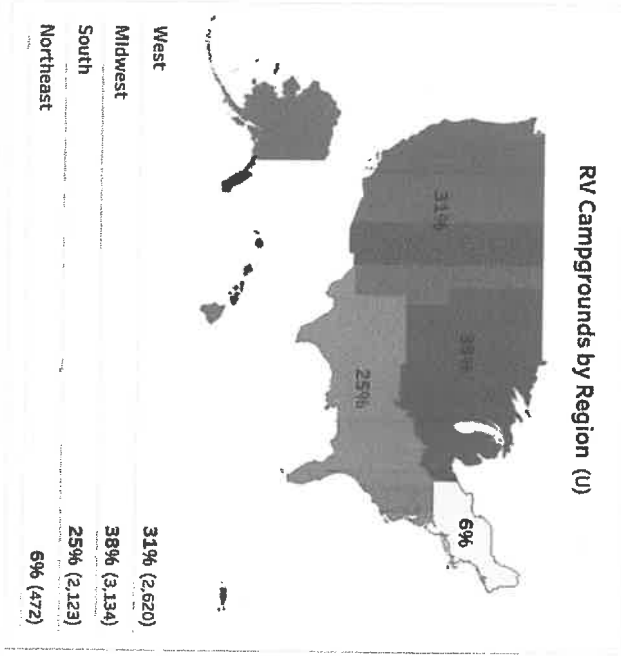 RV Campgrounds by Region (U)
31%
38%
25%
6%
West 31% (2,620)
Midwest 38% (3,134)
South 25% (2,123)
Northeast 6% (472)